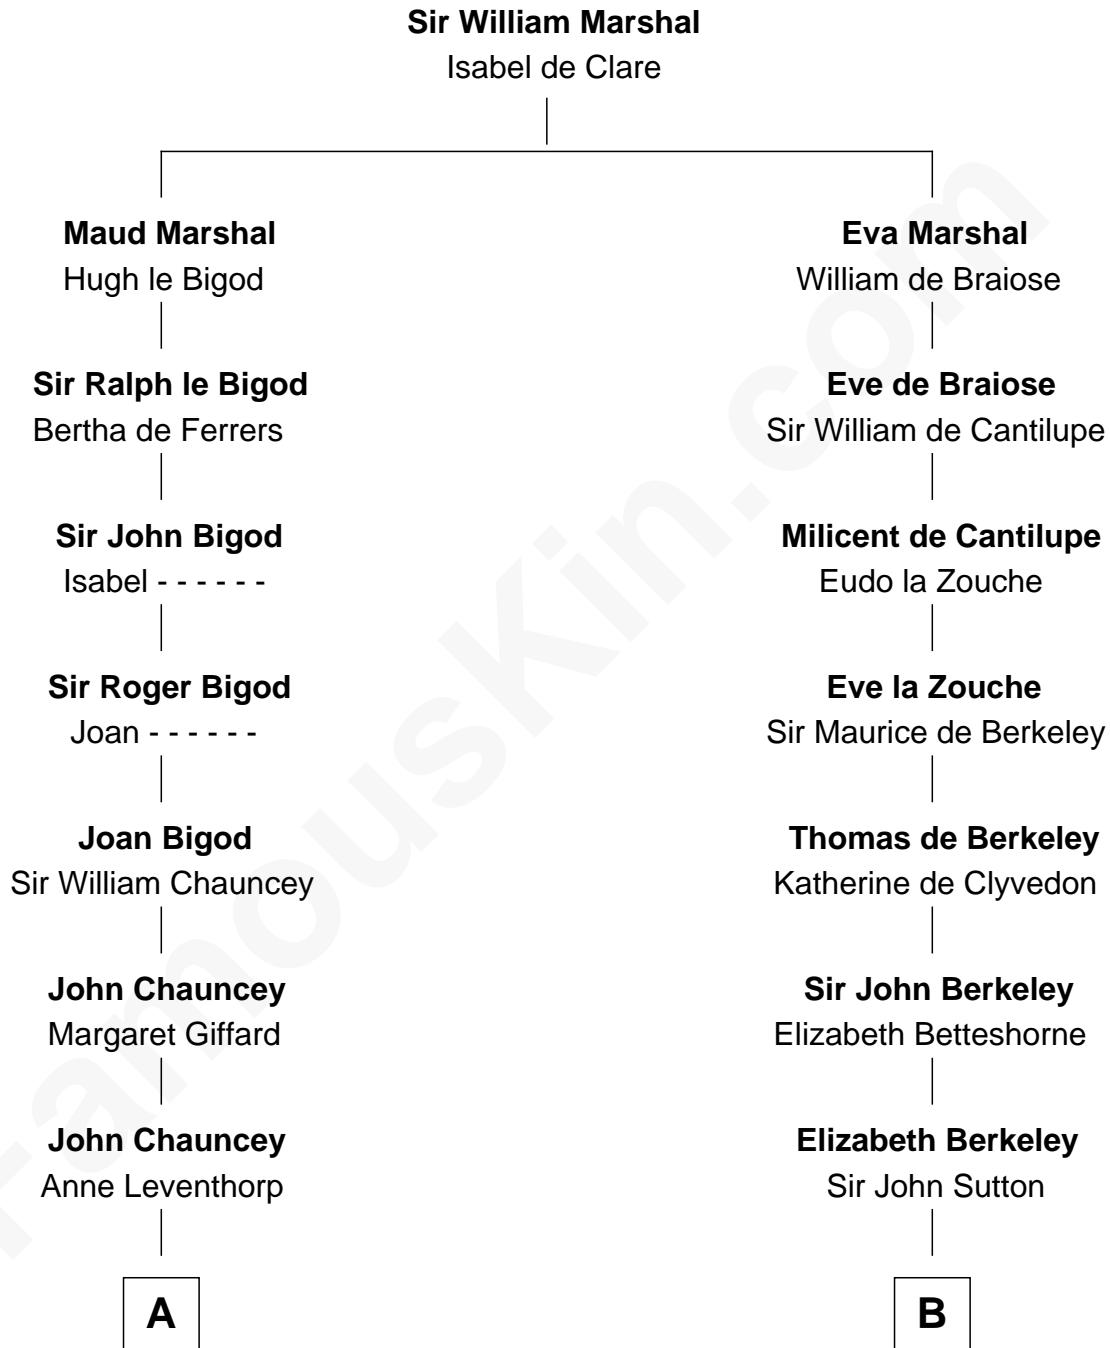 Sir William Marshal
Isabel de Clare
Maud Marshal
Hugh le Bigod
Eva Marshal
William de Braiose
Sir Ralph le Bigod
Bertha de Ferrers
Eve de Braiose
Sir William de Cantilupe
Sir John Bigod
Isabel - - - - - -
Milicent de Cantilupe
Eudo la Zouche
Sir Roger Bigod
Joan - - - - - -
Eve la Zouche
Sir Maurice de Berkeley
Joan Bigod
Sir William Chauncey
Thomas de Berkeley
Katherine de Clyvedon
John Chauncey
Margaret Giffard
Sir John Berkeley
Elizabeth Betteshorne
John Chauncey
Anne Leventhorp
Elizabeth Berkeley
Sir John Sutton
A
B
FamousKin.com